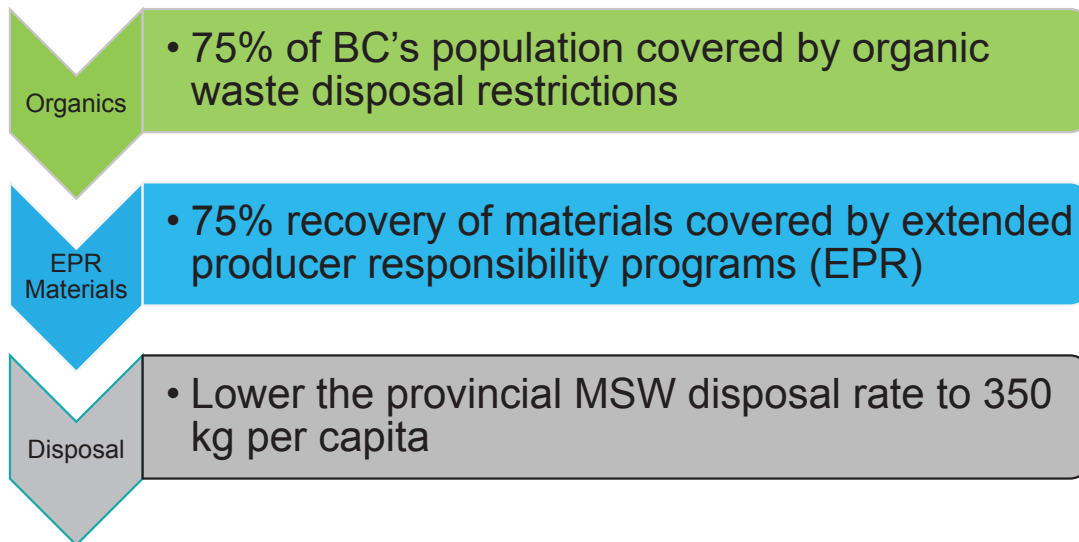 Organics
• 75% of BC's population covered by organic
waste disposal restrictions
EPR
Materials
• 75% recovery of materials covered by extended
producer responsibility programs (EPR)
Disposal
• Lower the provincial MSW disposal rate to 350
kg per capita